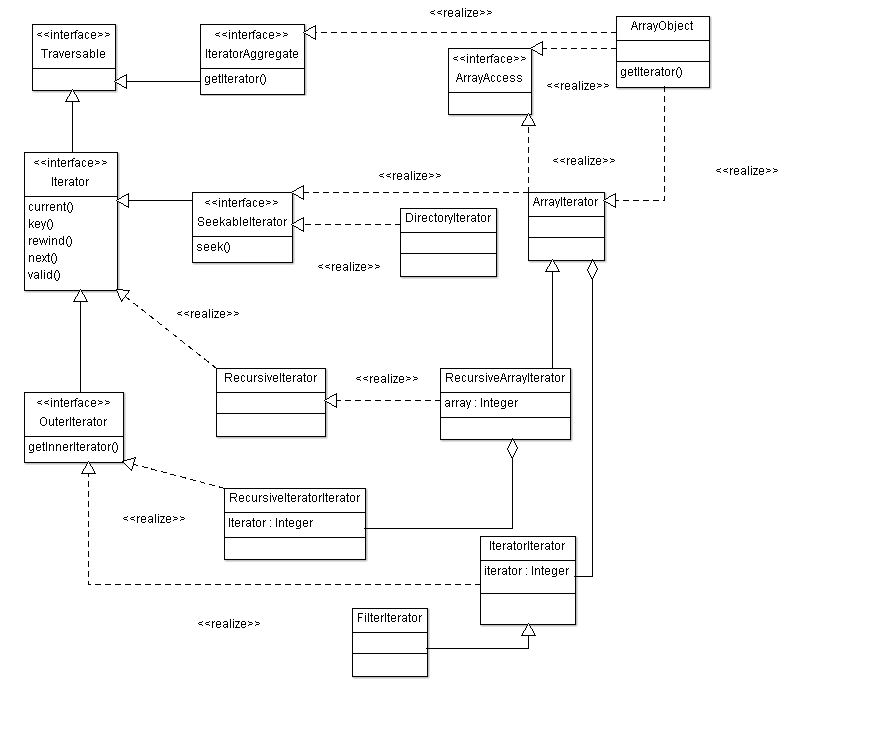 <<realize>>
<<interface>>
Traversable
<<interface>>
IteratorAggregate
getIterator()
ArrayObject
getIterator()
<<interface>>
ArrayAccess
<<realize>>
<<interface>>
Iterator
current()
key()
rewind()
next()
valid()
<<realize>>
<<realize>>
<<realize>>
<<interface>>
SeekableIterator
seek()
DirectoryIterator
ArrayIterator
<<realize>>
<<realize>>
RecursiveIterator
<<realize>>
RecursiveArrayIterator
array : Integer
<<interface>>
OuterIterator
getInnerIterator()
RecursiveIteratorIterator
Iterator : Integer
<<realize>>
IteratorIterator
iterator : Integer
<<realize>>
FilterIterator